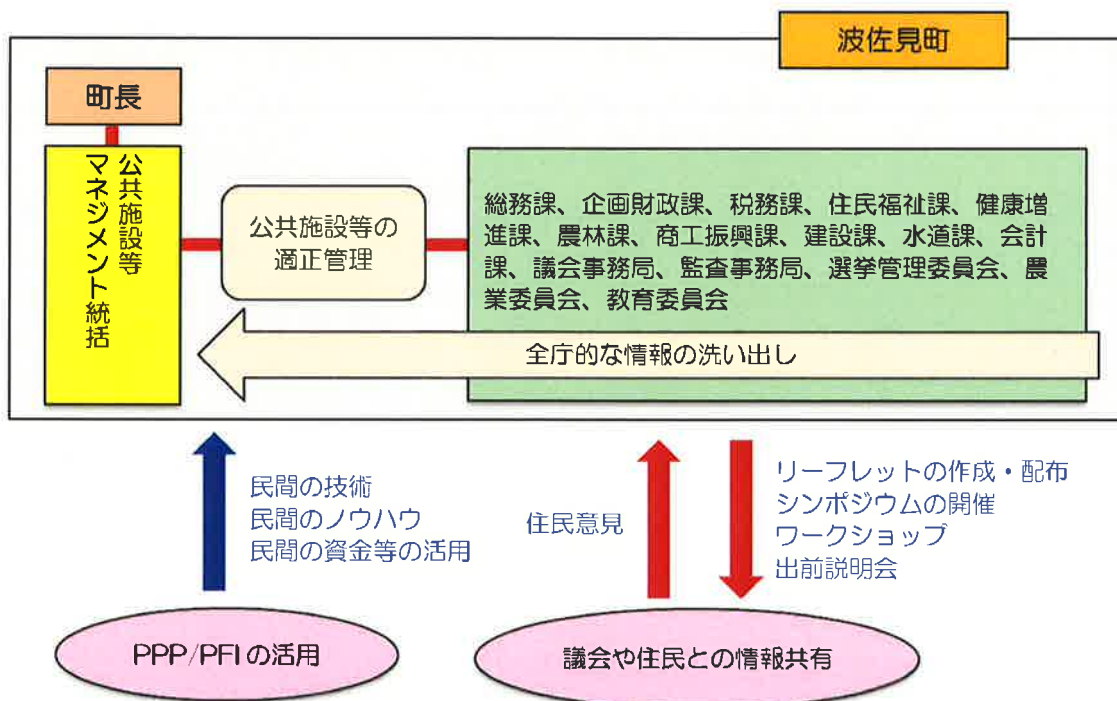 波佐見町
町長
公共施設等
マネジメント統括
公共施設等の
適正管理
総務課、企画財政課、税務課、住民福祉課、健康増
進課、農林課、商工振興課、建設課、水道課、会計
課、議会事務局、監査事務局、選挙管理委員会、農
業委員会、教育委員会
全庁的な情報の洗い出し
民間の技術
民間のノウハウ
民間の資金等の活用
住民意見
リーフレットの作成・配布
シンポジウムの開催
ワークショップ
出前説明会
PPP/PFIの活用
議会や住民との情報共有